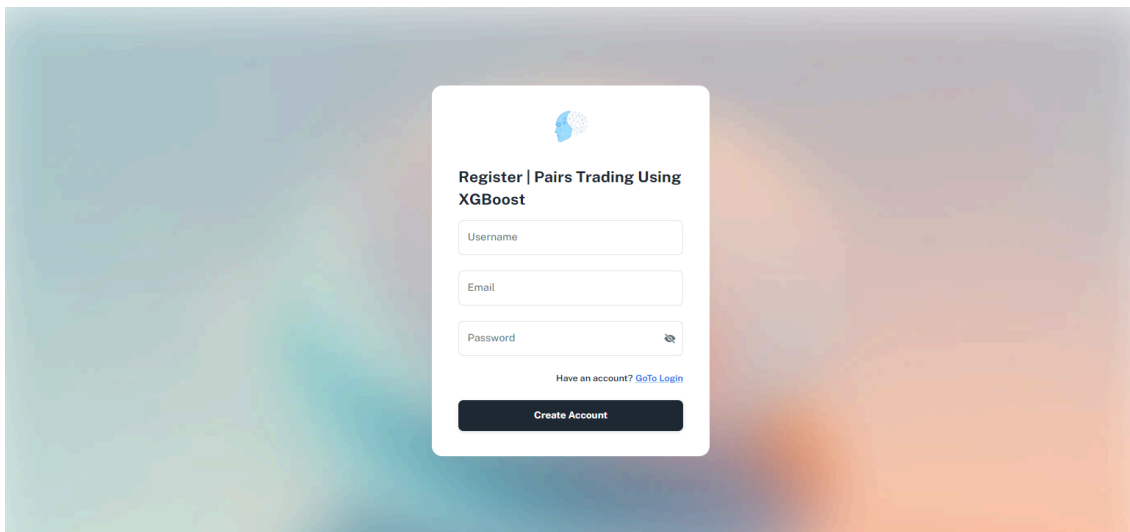 Register | Pairs Trading Using
XGBoost
Username
Email
Password
Have an account? GoTo Login
Create Account